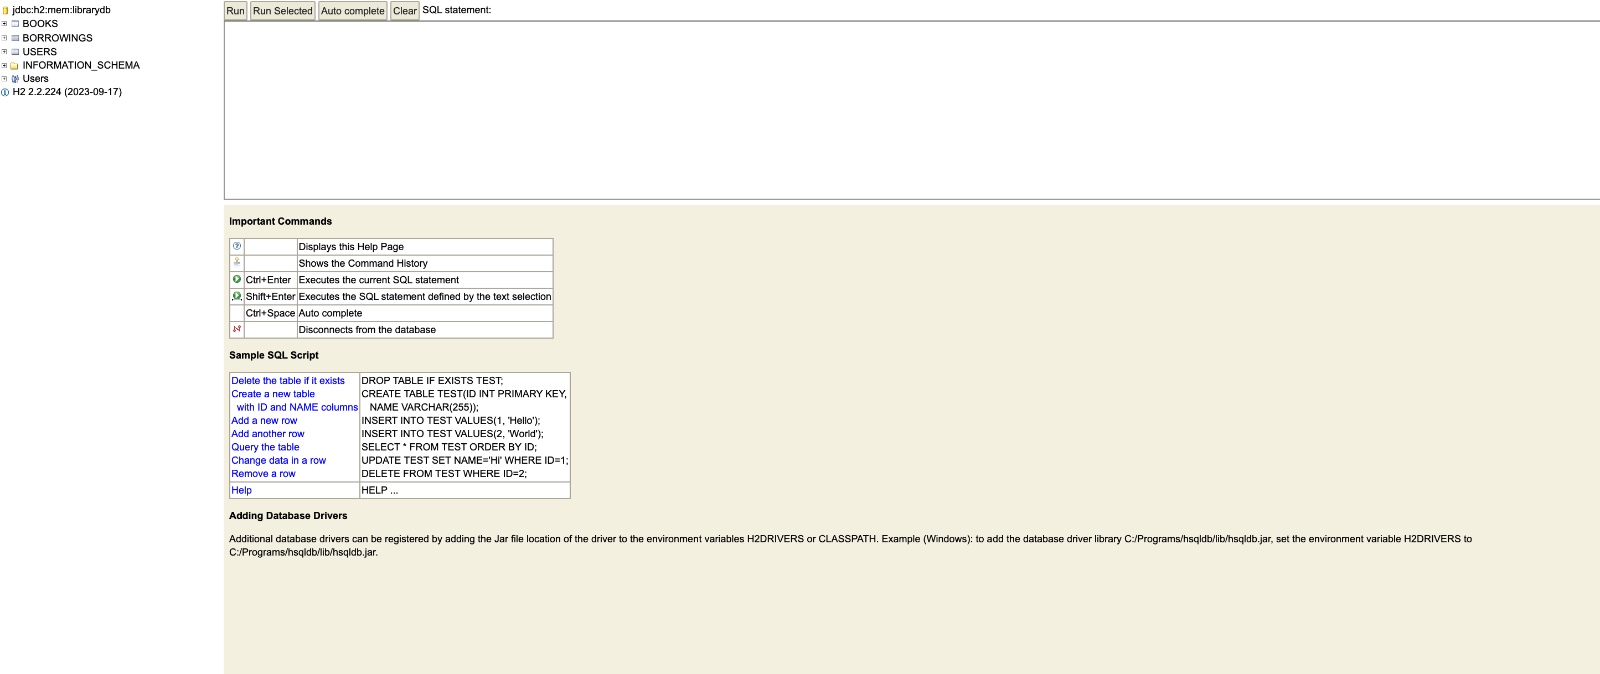 jdbc:h2:mem:librarydb
BOOKS
BORROWINGS
USERS
INFORMATION_SCHEMA
Users
H2 2.2.224 (2023-09-17)
Run Run Selected Auto complete Clear SQL statement:
Important Commands
Displays this Help Page
Shows the Command History
Ctrl+Enter Executes the current SQL statement
Shift+Enter Executes the SQL statement defined by the text selection
Ctrl+Space Auto complete
Disconnects from the database
Sample SQL Script
Delete the table if it exists DROP TABLE IF EXISTS TEST;
Create a new table CREATE TABLE TEST(ID INT PRIMARY KEY,
with ID and NAME columns NAME VARCHAR(255));
Add a new row INSERT INTO TEST VALUES(1, 'Hello');
Add another row INSERT INTO TEST VALUES(2, 'World');
Query the table SELECT * FROM TEST ORDER BY ID;
Change data in a row UPDATE TEST SET NAME='Hi' WHERE ID=1;
Remove a row DELETE FROM TEST WHERE ID=2;
Help HELP ...
Adding Database Drivers
Additional database drivers can be registered by adding the Jar file location of the driver to the environment variables H2DRIVERS or CLASSPATH. Example (Windows): to add the database driver library C:/Programs/hsqldb/lib/hsqldb.jar, set the environment variable H2DRIVERS to
C:/Programs/hsqldb/lib/hsqldb.jar.